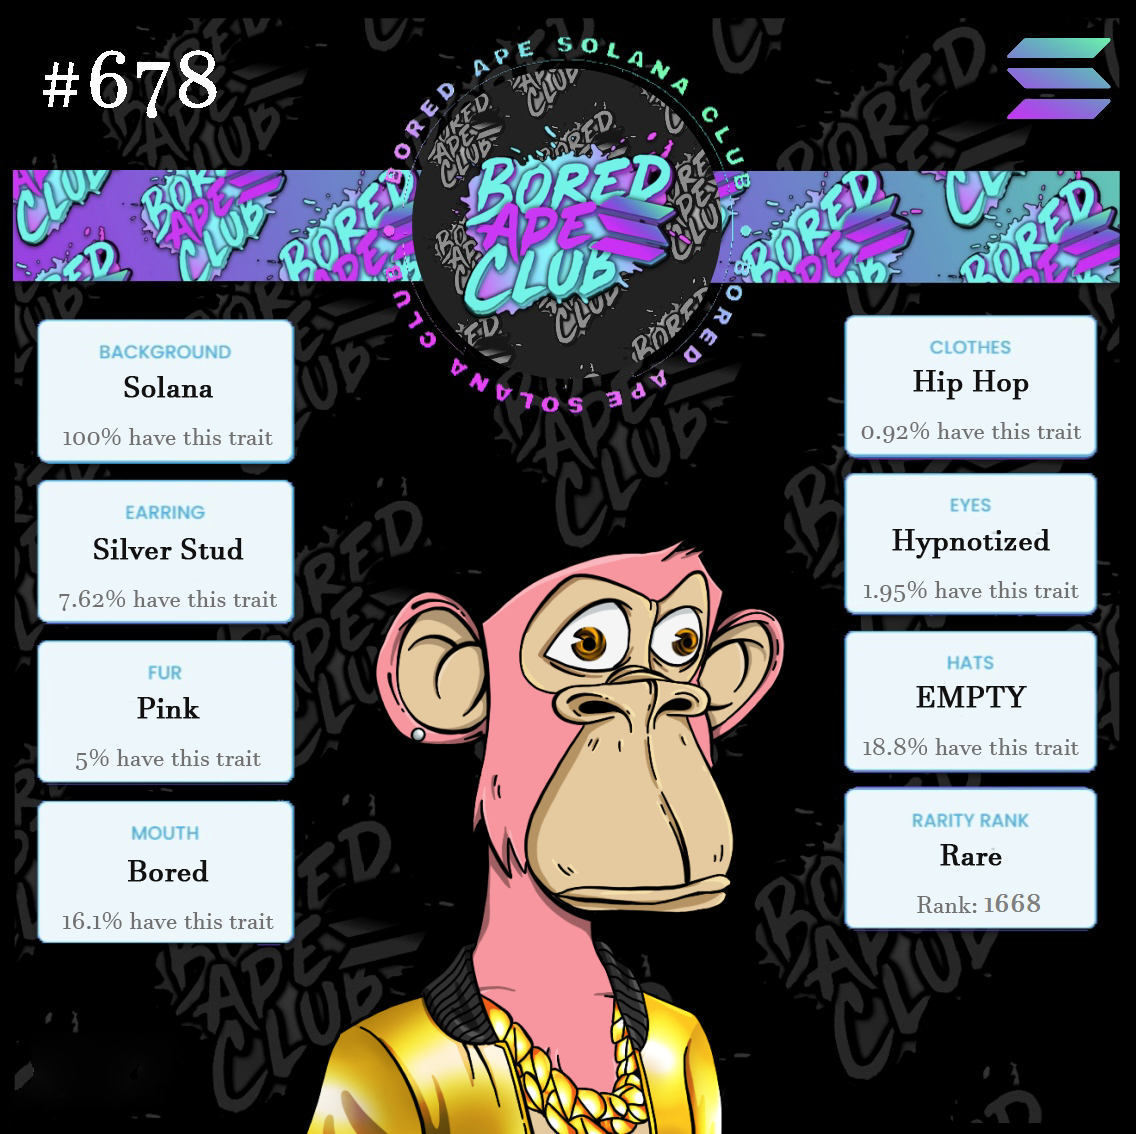 #678
BORED APE SOLANA CLUB
BORED APE SOLANA CLUB
BORED
APE
CLUB
BACKGROUND
Solana
100% have this trait
EARRING
Silver Stud
7.62% have this trait
FUR
Pink
5% have this trait
MOUTH
Bored
16.1% have this trait
CLOTHES
Hip Hop
0.92% have this trait
EYES
Hypnotized
1.95% have this trait
HATS
EMPTY
18.8% have this trait
RARITY RANK
Rare
Rank: 1668